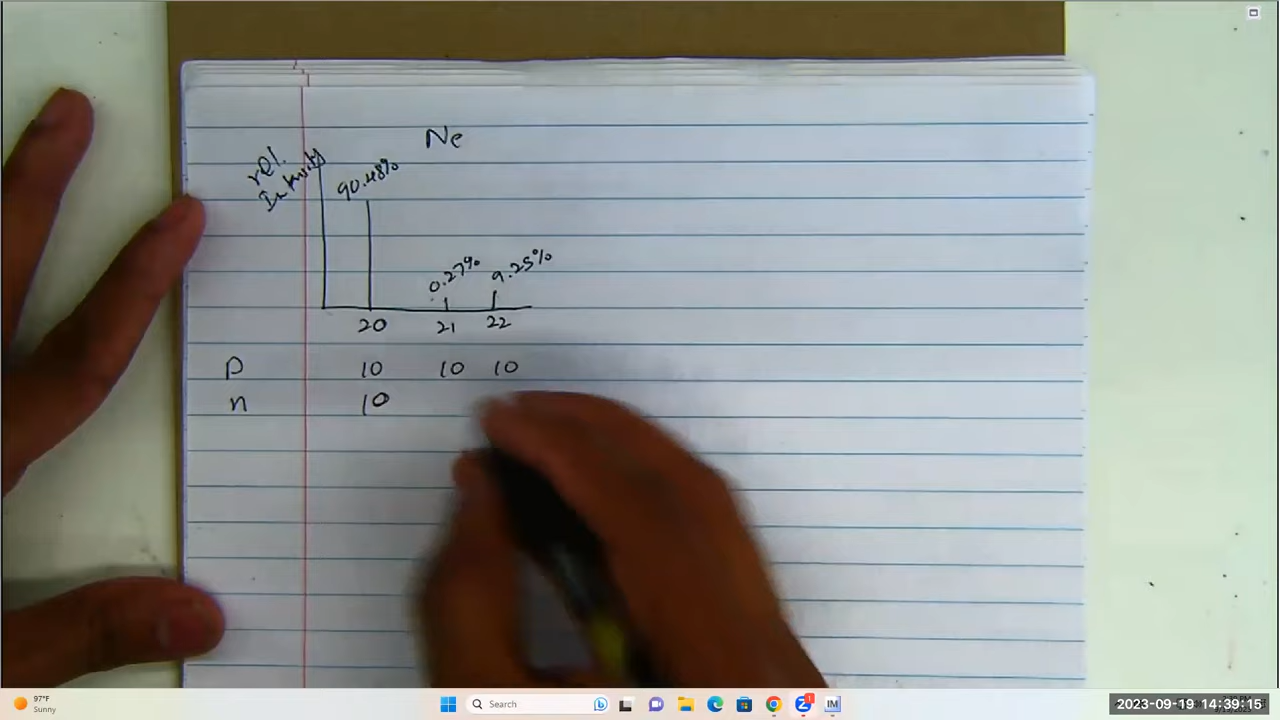 Ne
rel.
Intensity
90.48%
0.27%
9.25%
20 21 22
P 10 10 10
n 10
97°F
Sunny
Search
2023-09-19 14:39:15